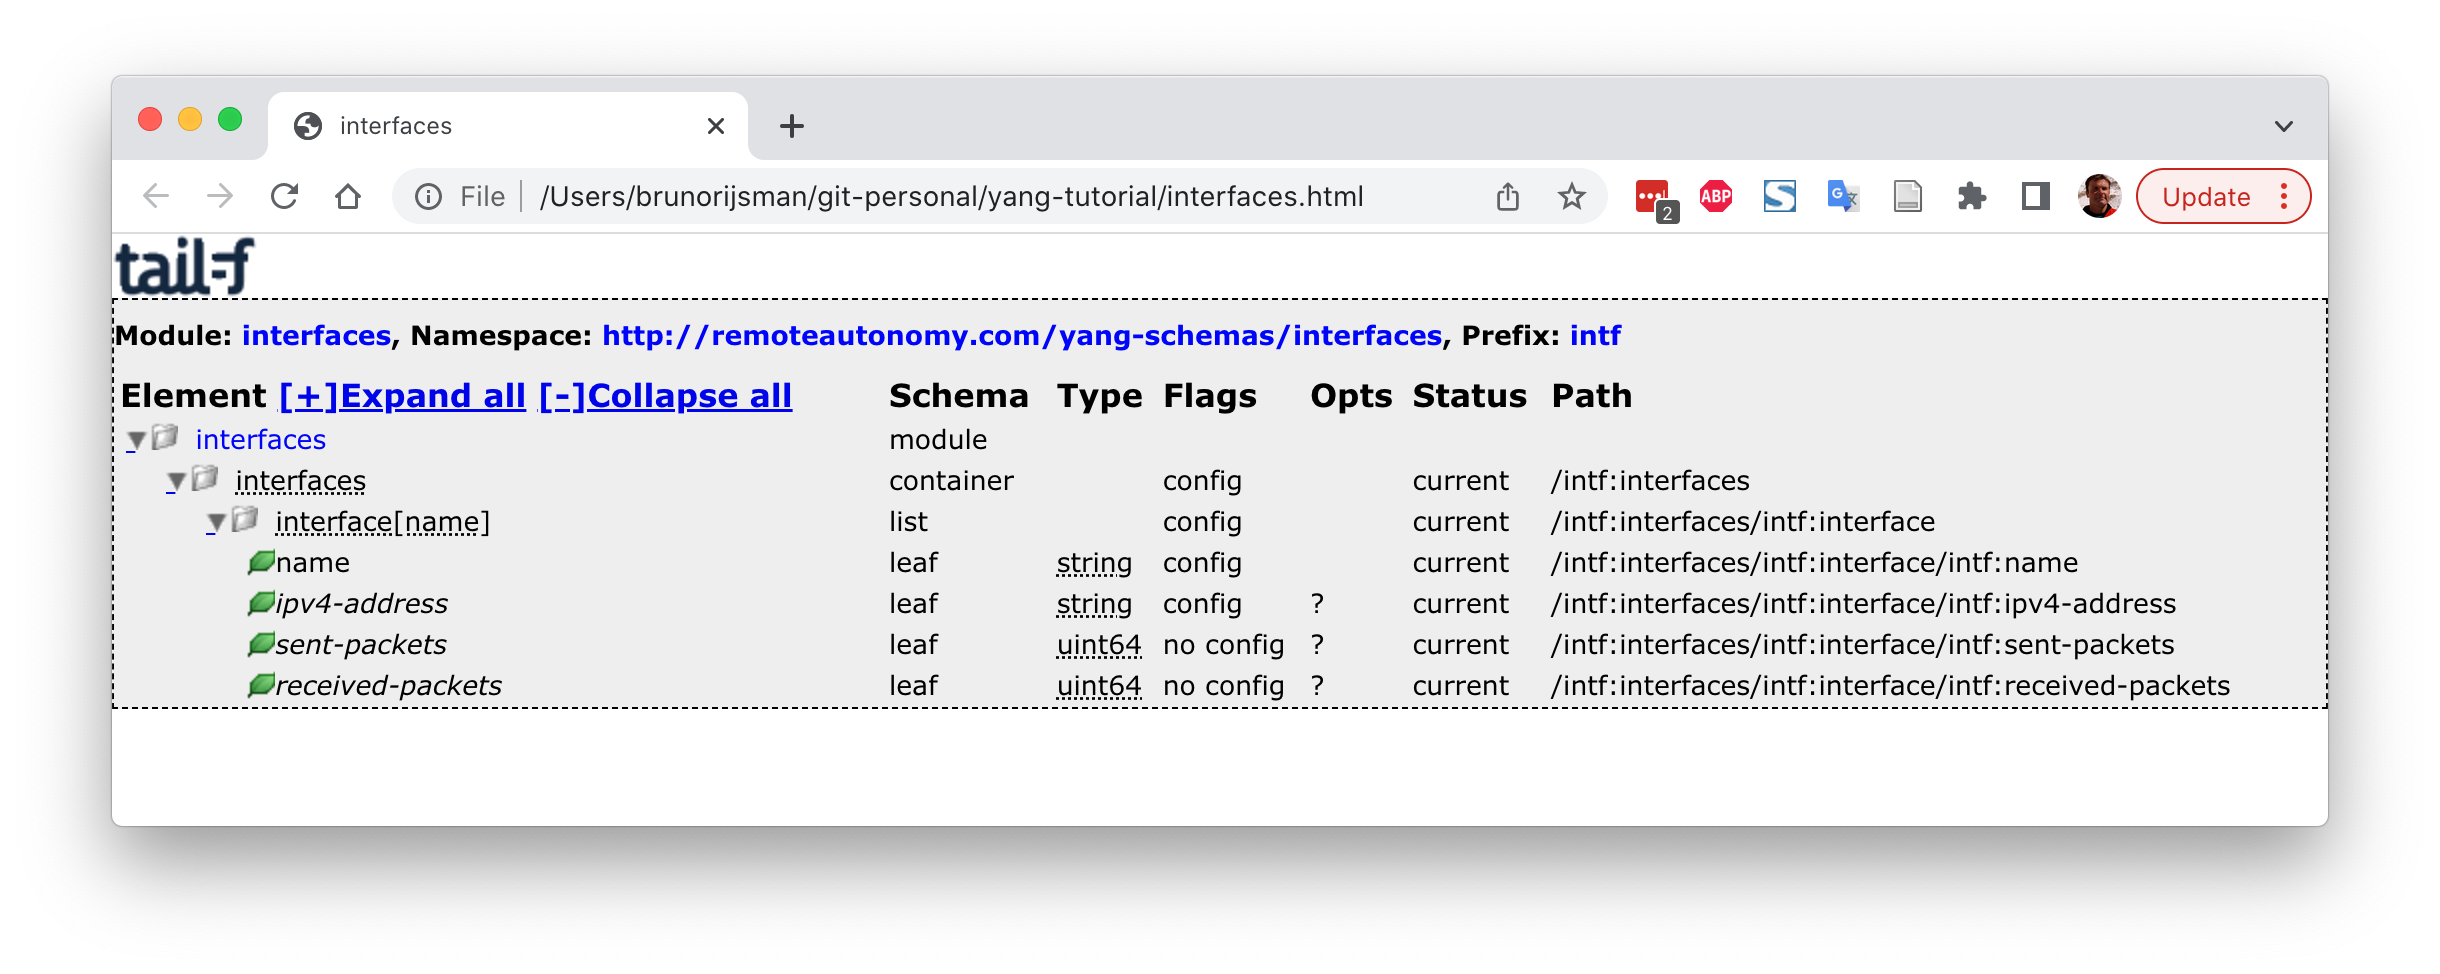 interfaces
File /Users/brunorijsman/git-personal/yang-tutorial/interfaces.html 2 ABP S G Update
tail-f
Module: interfaces, Namespace: http://remoteautonomy.com/yang-schemas/interfaces, Prefix: intf
Element [+]Expand all [-]Collapse all Schema Type Flags Opts Status Path
interfaces module
interfaces container config current /intf:interfaces
interface[name] list config current /intf:interfaces/intf:interface
name leaf string config current /intf:interfaces/intf:interface/intf:name
ipv4-address leaf string config ? current /intf:interfaces/intf:interface/intf:ipv4-address
sent-packets leaf uint64 no config ? current /intf:interfaces/intf:interface/intf:sent-packets
received-packets leaf uint64 no config ? current /intf:interfaces/intf:interface/intf:received-packets